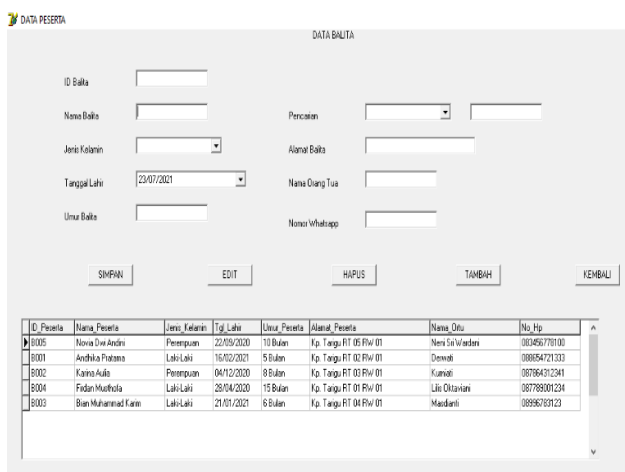 DATA PESERTA
DATA BALITA
ID Balita
Nama Balita
Pencarian
Jenis Kelamin
Alamat Balita
Tanggal Lahir 23/07/2021
Nama Orang Tua
Umur Balita
Nomor Whatsapp
SIMPAN EDIT HAPUS TAMBAH KEMBALI
ID_Peserta Nama_Peserta Jenis_Kelamin Tgl_Lahir Umur_Peserta Alamat_Peserta Nama_Ortu No_Hp
B005 Novia Dwi Andini Perempuan 22/09/2020 10 Bulan Kp. Tarigu RT 05 RW 01 Neni Sri Wardani 083456778100
B001 Andhika Pratama Laki-Laki 16/02/2021 5 Bulan Kp. Tarigu RT 02 RW 01 Derwati 088654721333
B002 Karina Aulia Perempuan 04/12/2020 8 Bulan Kp. Tarigu RT 03 RW 01 Kurniati 087864312341
B004 Firdan Musthofa Laki-Laki 28/04/2020 15 Bulan Kp. Tarigu RT 01 RW 01 Lilis Oktaviani 087789001234
B003 Bian Muhammad Karim Laki-Laki 21/01/2021 6 Bulan Kp. Tarigu RT 04 RW 01 Masdianti 08996783123